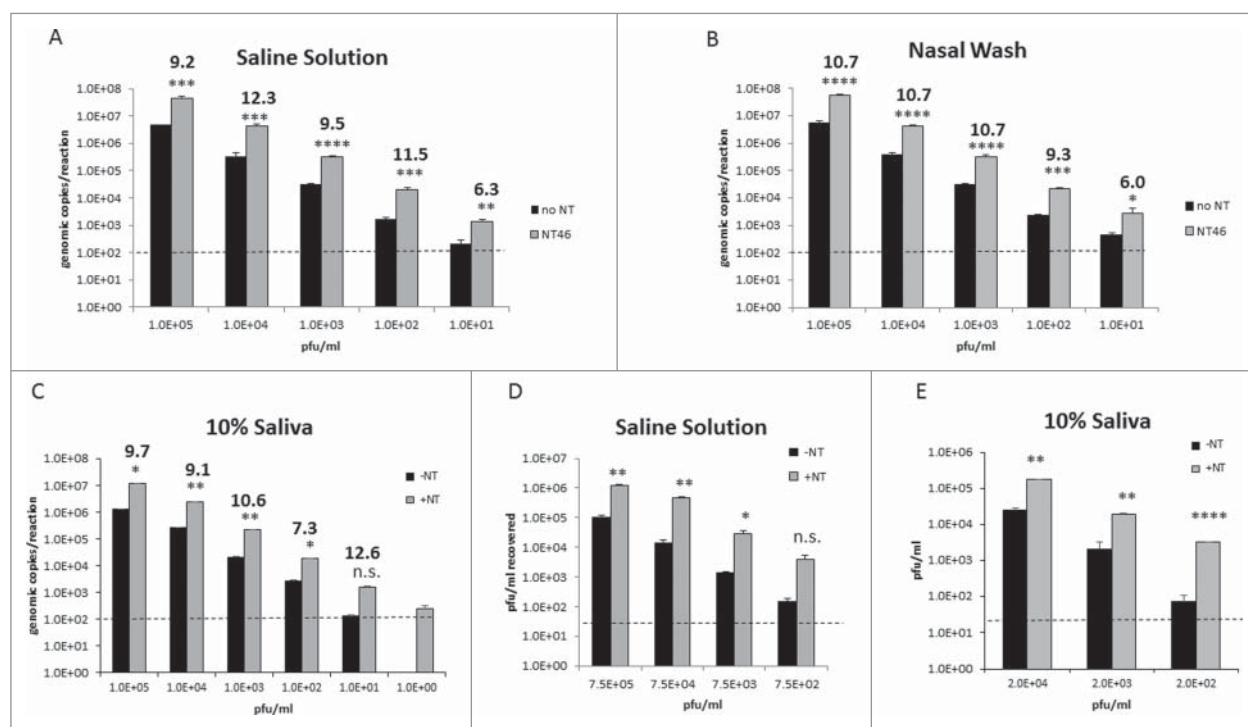 A
Saline Solution
9.2
***
12.3
***
9.5
****
11.5
***
6.3
**
genomic copies/reaction
1.0E+08
1.0E+07
1.0E+06
1.0E+05
1.0E+04
1.0E+03
1.0E+02
1.0E+01
1.0E+00
no NT
NT46
1.0E+05 1.0E+04 1.0E+03 1.0E+02 1.0E+01
pfu/ml
B
Nasal Wash
10.7
****
10.7
****
10.7
****
9.3
***
6.0
*
genomic copies/reaction
1.0E+08
1.0E+07
1.0E+06
1.0E+05
1.0E+04
1.0E+03
1.0E+02
1.0E+01
1.0E+00
no NT
NT46
1.0E+05 1.0E+04 1.0E+03 1.0E+02 1.0E+01
pfu/ml
C
10% Saliva
9.7
*
9.1
**
10.6
**
7.3
*
12.6
n.s.
genomic copies/reaction
1.0E+08
1.0E+07
1.0E+06
1.0E+05
1.0E+04
1.0E+03
1.0E+02
1.0E+01
1.0E+00
-NT
+NT
1.0E+05 1.0E+04 1.0E+03 1.0E+02 1.0E+01 1.0E+00
pfu/ml
D
Saline Solution
**
**
*
n.s.
pfu/ml recovered
1.0E+07
1.0E+06
1.0E+05
1.0E+04
1.0E+03
1.0E+02
1.0E+01
1.0E+00
-NT
+NT
7.5E+05 7.5E+04 7.5E+03 7.5E+02
pfu/ml
E
10% Saliva
**
**
****
pfu/ml
1.0E+06
1.0E+05
1.0E+04
1.0E+03
1.0E+02
1.0E+01
1.0E+00
-NT
+NT
2.0E+04 2.0E+03 2.0E+02
pfu/ml